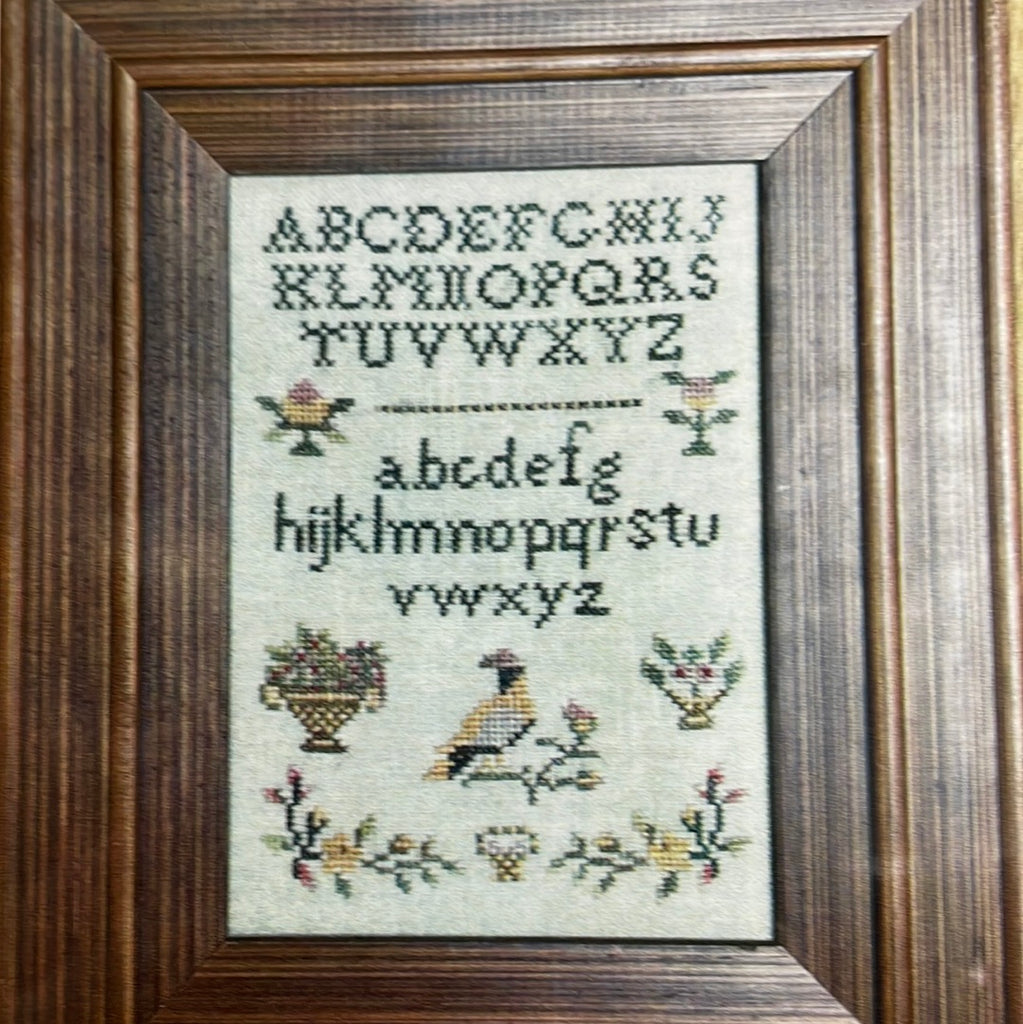 ABCDEFGHIJ
KLMNOPQRS
TUVWXYZ
abcdefg
hijklmnopqrstu
vwxyz